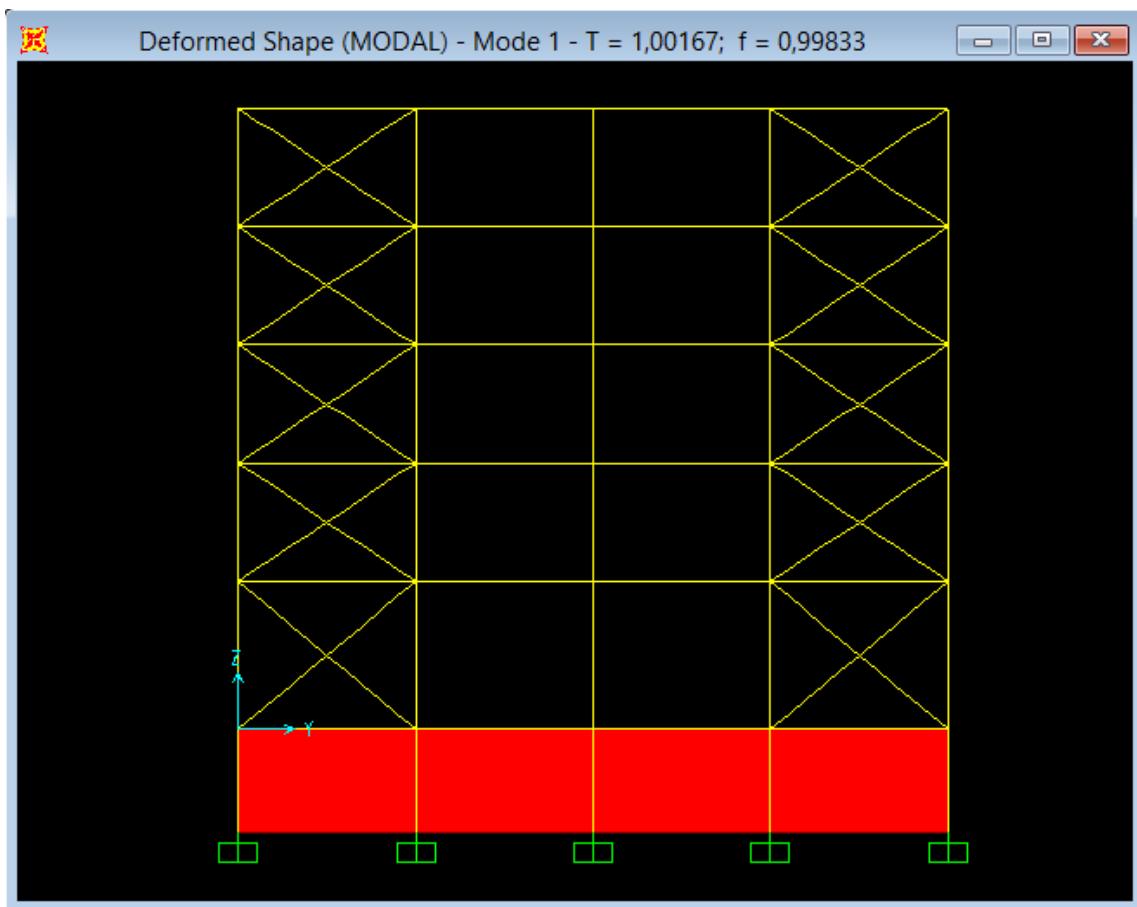 Deformed Shape (MODAL) - Mode 1 - T = 1,00167; f = 0,99833
Z
Y